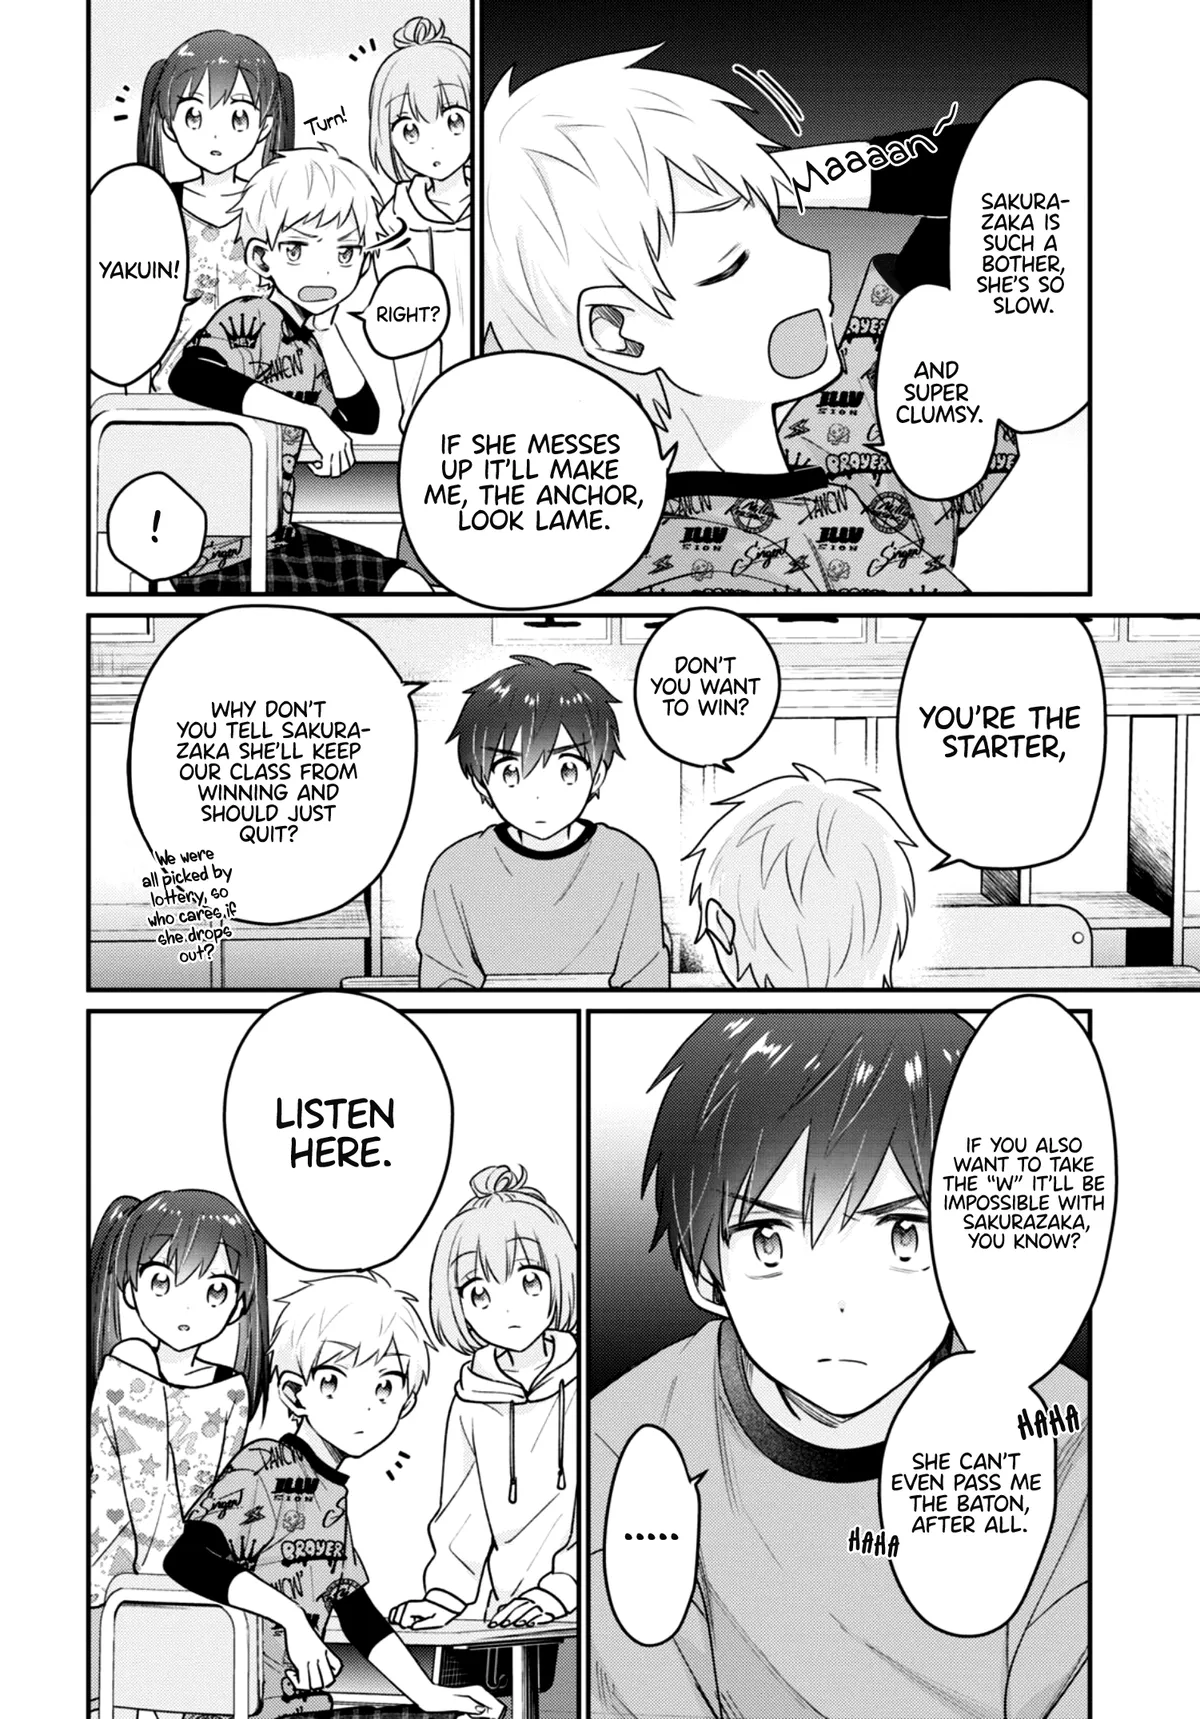 Maaaan~
SAKURA-
ZAKA IS
SUCH A
BOTHER,
SHE'S SO
SLOW.
AND
SUPER
CLUMSY.
IF SHE MESSES
UP IT'LL MAKE
ME, THE ANCHOR,
LOOK LAME.
Turn!
RIGHT?
YAKUIN!
!
YOU'RE THE
STARTER,
DON'T
YOU WANT
TO WIN?
WHY DON'T
YOU TELL SAKURA-
ZAKA SHE'LL KEEP
OUR CLASS FROM
WINNING AND
SHOULD JUST
QUIT?
We were
all picked by
lottery, so
who cares if
she drops
out?
IF YOU ALSO
WANT TO TAKE
THE "W" IT'LL BE
IMPOSSIBLE WITH
SAKURAZAKA,
YOU KNOW?
HAHA
SHE CAN'T
EVEN PASS ME
THE BATON,
AFTER ALL.
HAHA
.....
LISTEN
HERE.